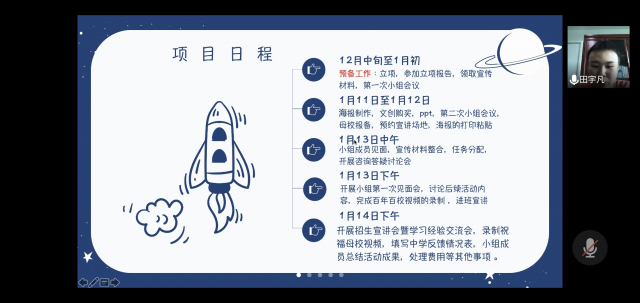 项目日程
12月中旬至1月初
预备工作：立项，参加立项报告，领取宣传
材料，第一次小组会议
1月11日至1月12日
海报制作，文创购买，ppt，第二次小组会议，
母校报备，预约宣讲场地，海报的打印粘贴
1月13日中午
小组成员见面，宣传材料整合，任务分配，
开展咨询答疑讨论会
1月13日下午
开展小组第一次见面会，讨论后续活动内
容，完成百年百校视频的录制，进班宣讲
1月14日下午
开展招生宣讲会暨学习经验交流会，录制祝
福母校视频，填写中学反馈情况表，小组成
员总结活动成果，处理费用等其他事项。
田宇凡